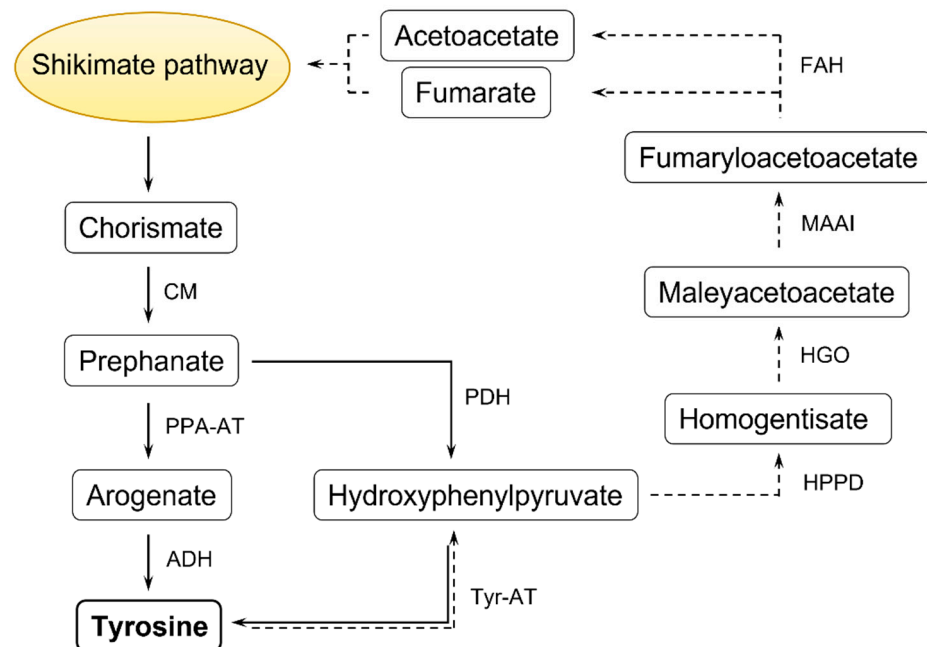 Acetoacetate
FAH
Shikimate pathway
Fumarate
Fumaryloacetoacetate
Chorismate
MAAI
CM
Maleyacetoacetate
Prephanate
HGO
PDH
PPA-AT
Homogentisate
Arogenate
Hydroxyphenylpyruvate
HPPD
ADH
Tyr-AT
Tyrosine